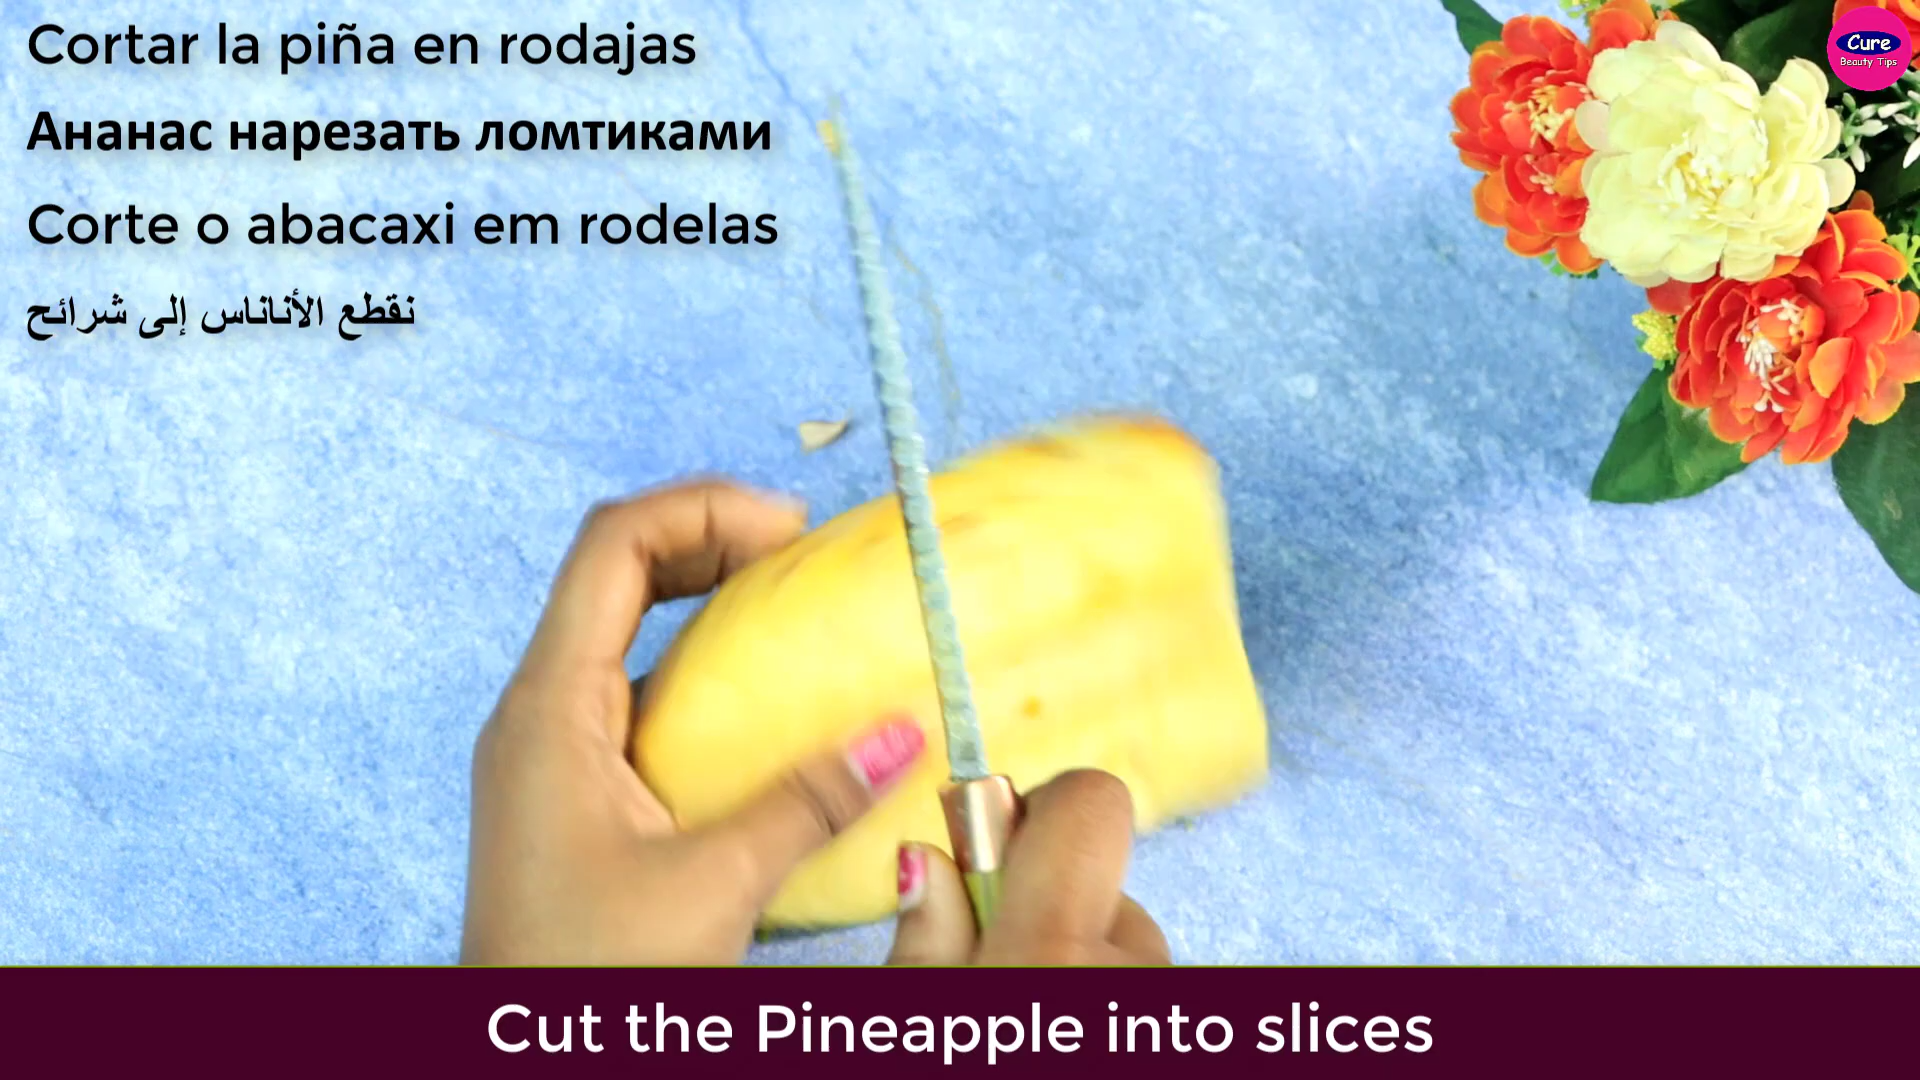 Cortar la piña en rodajas
Cure
Beauty Tips
Ананас нарезать ломтиками
Corte o abacaxi em rodelas
نقطع الأناناس إلى شرائح
Cut the Pineapple into slices